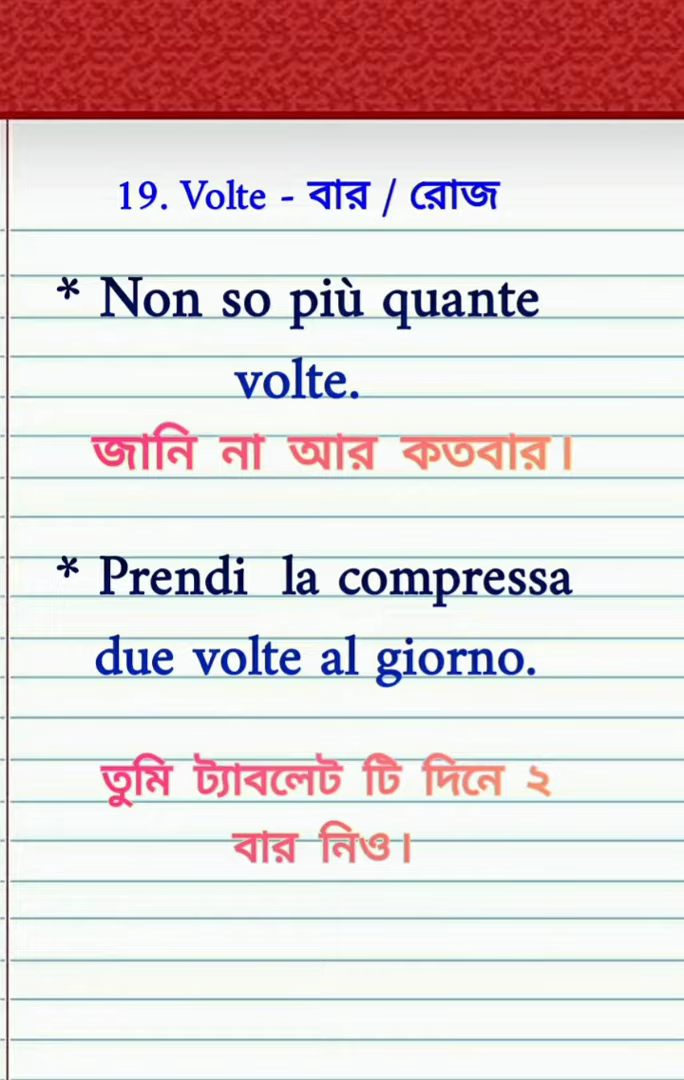 19. Volte - বার / রোজ
* Non so più quante
volte.
জানি না আর কতবার।
* Prendi la compressa
due volte al giorno.
তুমি ট্যাবলেট টি দিনে ২
বার নিও।